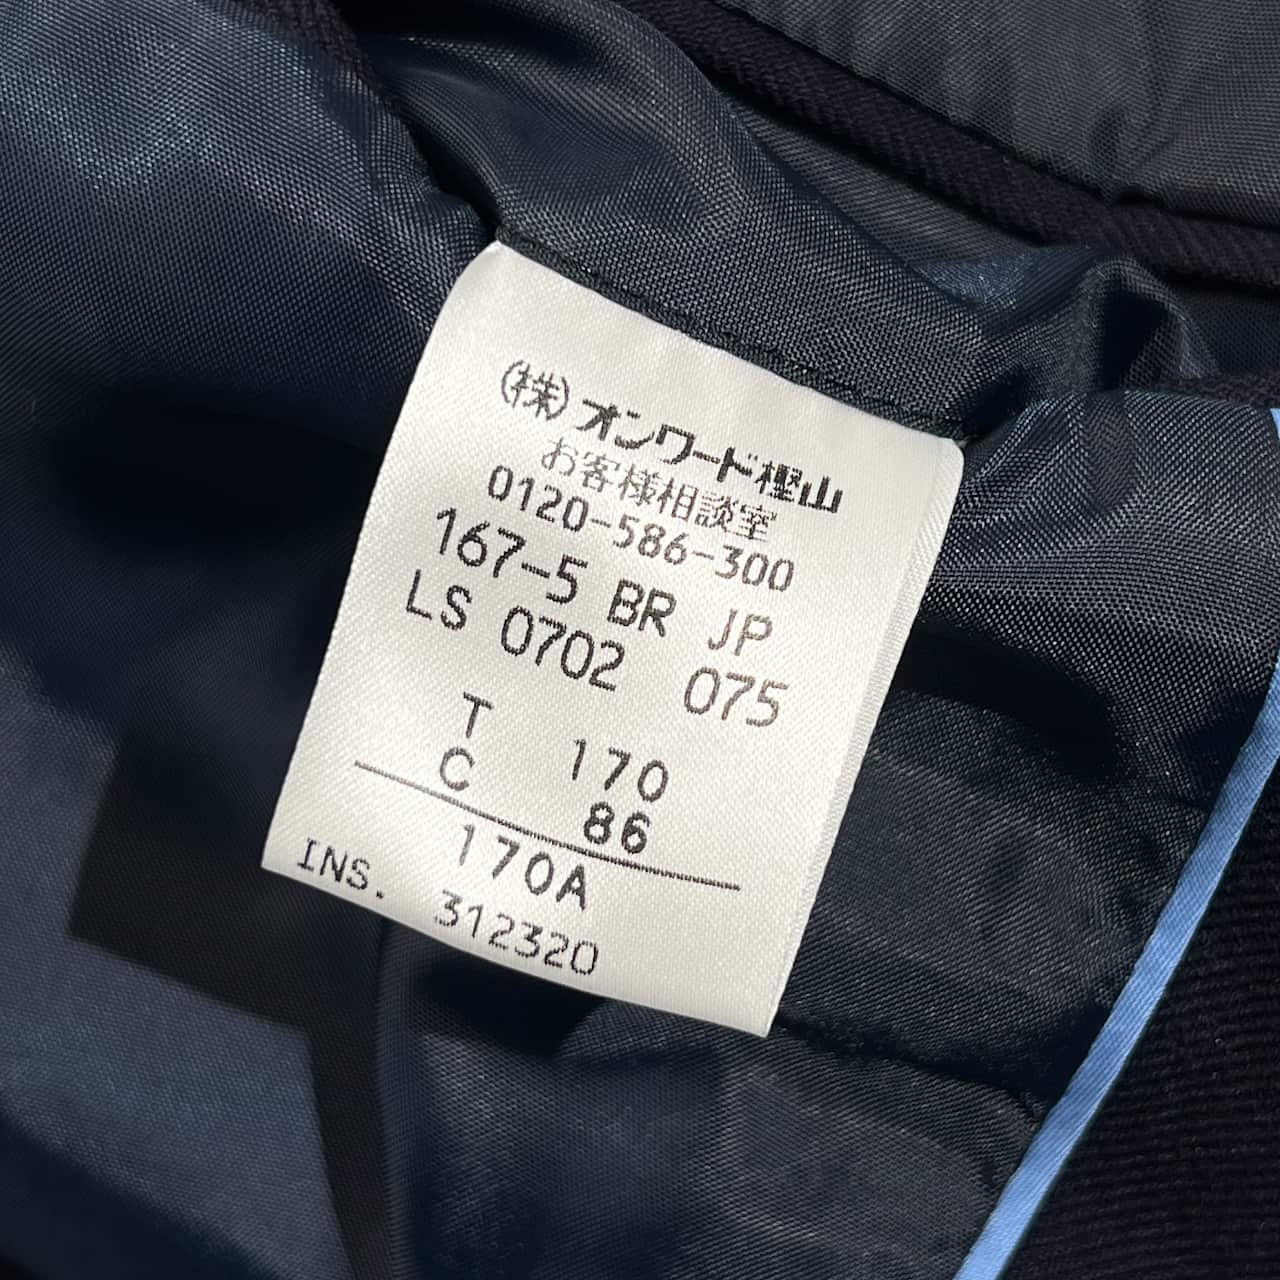 (株)オンワード樫山
お客様相談室
0120-586-300
167-5 BR JP
LS 0702 075
T 170
C 86
170A
INS. 312320